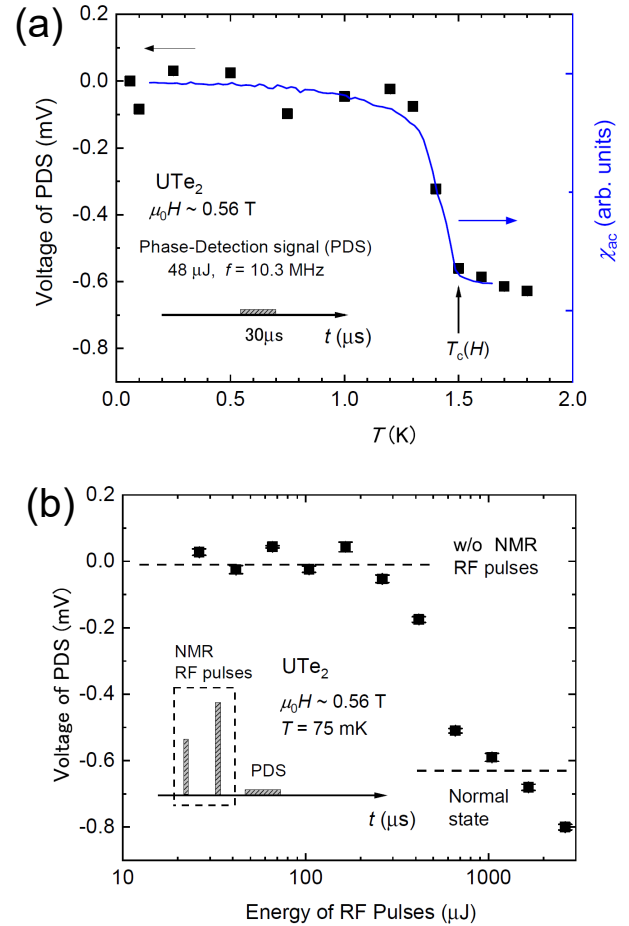 (a)
0.2
0.0
-0.2
-0.4
-0.6
-0.8
Voltage of PDS (mV)
UTe₂
μ₀H ~ 0.56 T
Phase-Detection signal (PDS)
48 μJ, f = 10.3 MHz
30μs
t (μs)
T_c(H)
χ_ac (arb. units)
0.0
0.5
1.0
1.5
2.0
T (K)
(b)
0.2
0.0
-0.2
-0.4
-0.6
-0.8
Voltage of PDS (mV)
w/o NMR
RF pulses
NMR
RF pulses
UTe₂
μ₀H ~ 0.56 T
T = 75 mK
PDS
t (μs)
Normal
state
10
100
1000
Energy of RF Pulses (μJ)